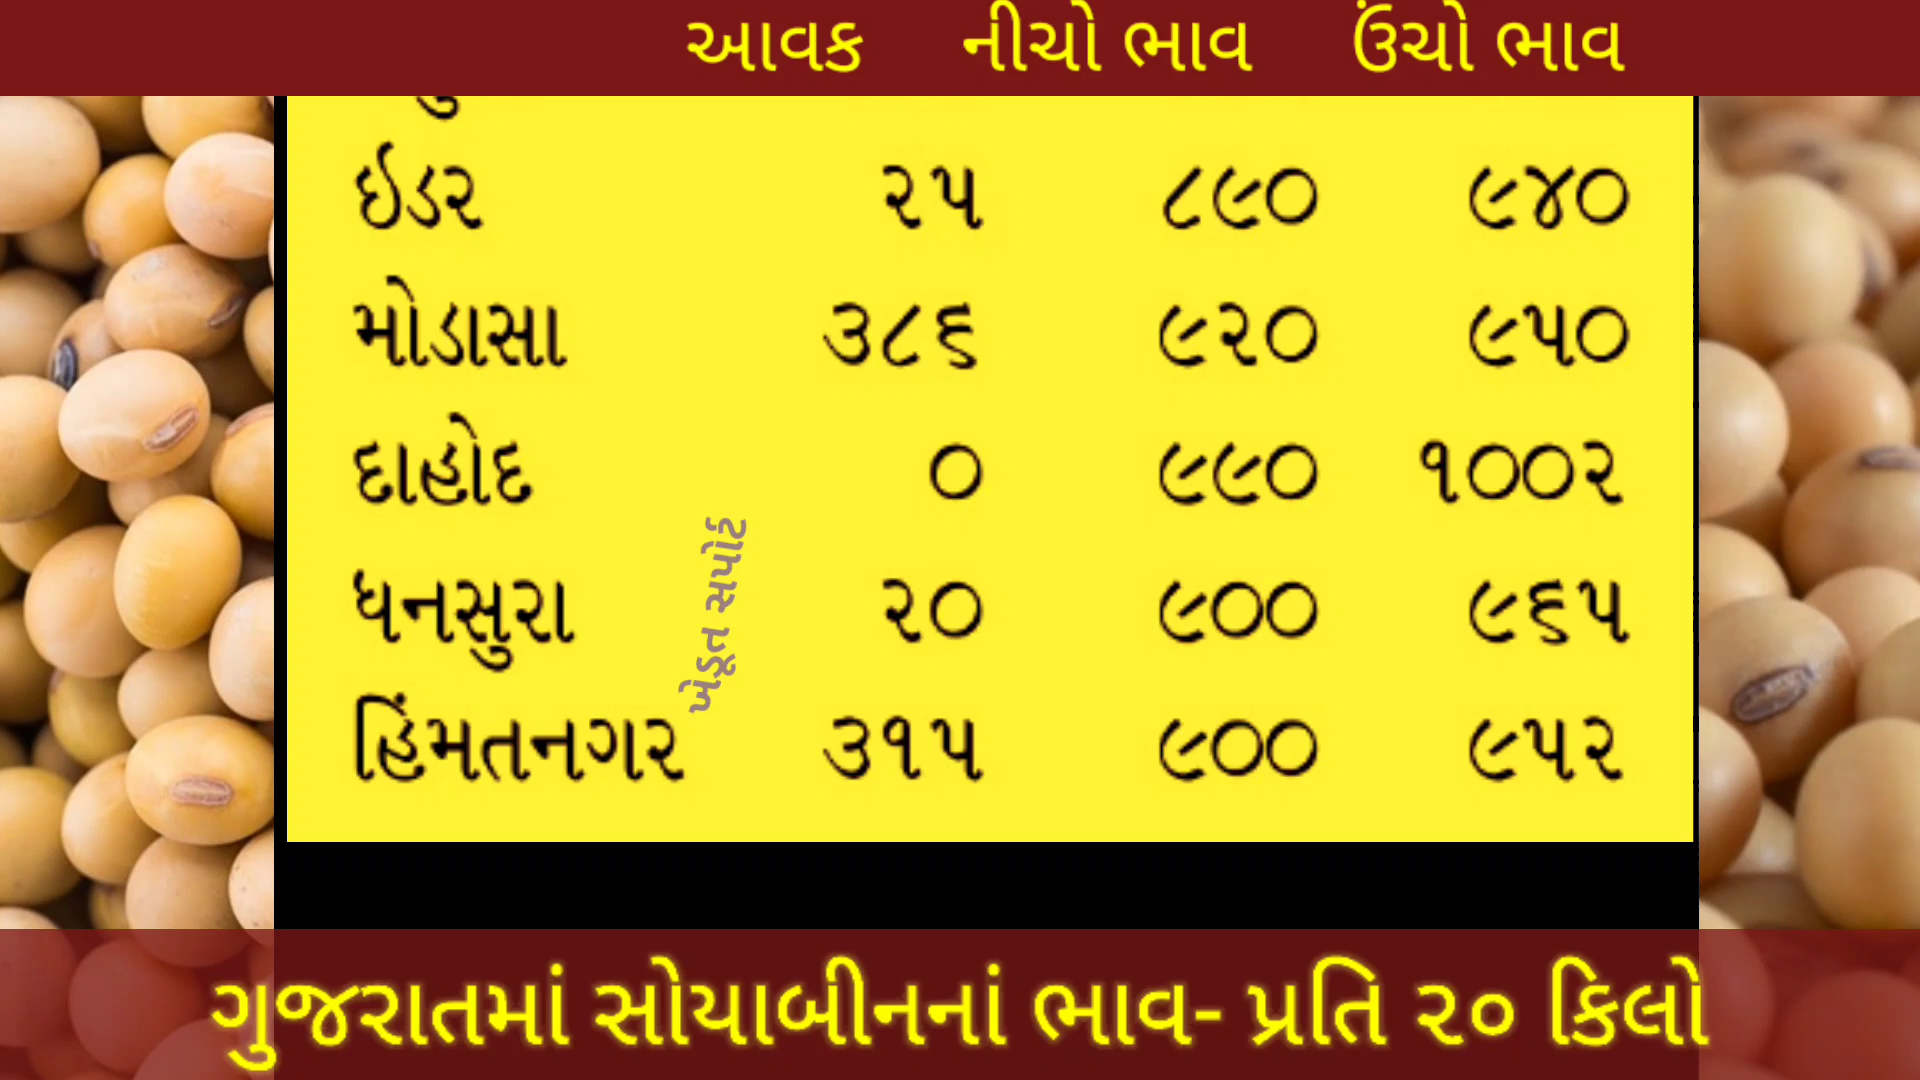 આવક નીચો ભાવ ઉંચો ભાવ
ઇડર ૨૫ ૮૯૦ ૯૪૦
મોડાસા ૩૮૬ ૯૨૦ ૯૫૦
દાહોદ ૦ ૯૯૦ ૧૦૦૨
ધનસુરા ૨૦ ૯૦૦ ૯૬૫
હિંમતનગર ૩૧૫ ૯૦૦ ૯૫૨
ખેડૂત સપોર્ટ
ગુજરાતમાં સોયાબીનનાં ભાવ- પ્રતિ ૨૦ કિલો